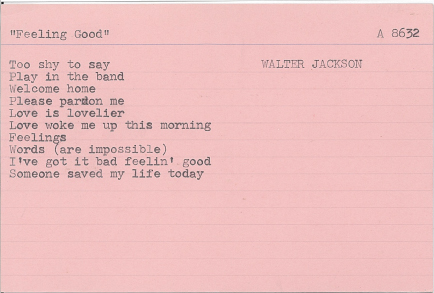 "Feeling Good" A 8632
Too shy to say WALTER JACKSON
Play in the band
Welcome home
Please pardon me
Love is lovelier
Love woke me up this morning
Feelings
Words (are impossible)
I've got it bad feelin' good
Someone saved my life today